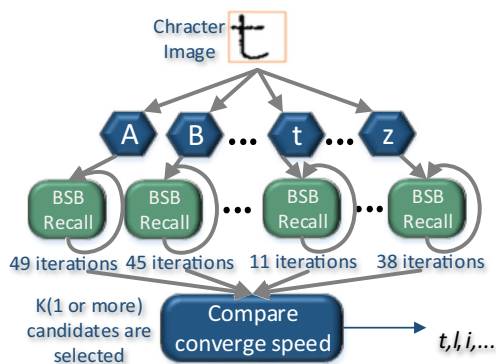 Chracter
Image
t
A B ... t ... z
BSB
Recall
BSB
Recall
...
BSB
Recall
...
BSB
Recall
49 iterations 45 iterations 11 iterations 38 iterations
K(1 or more)
candidates are
selected
Compare
converge speed
t,l,i,...